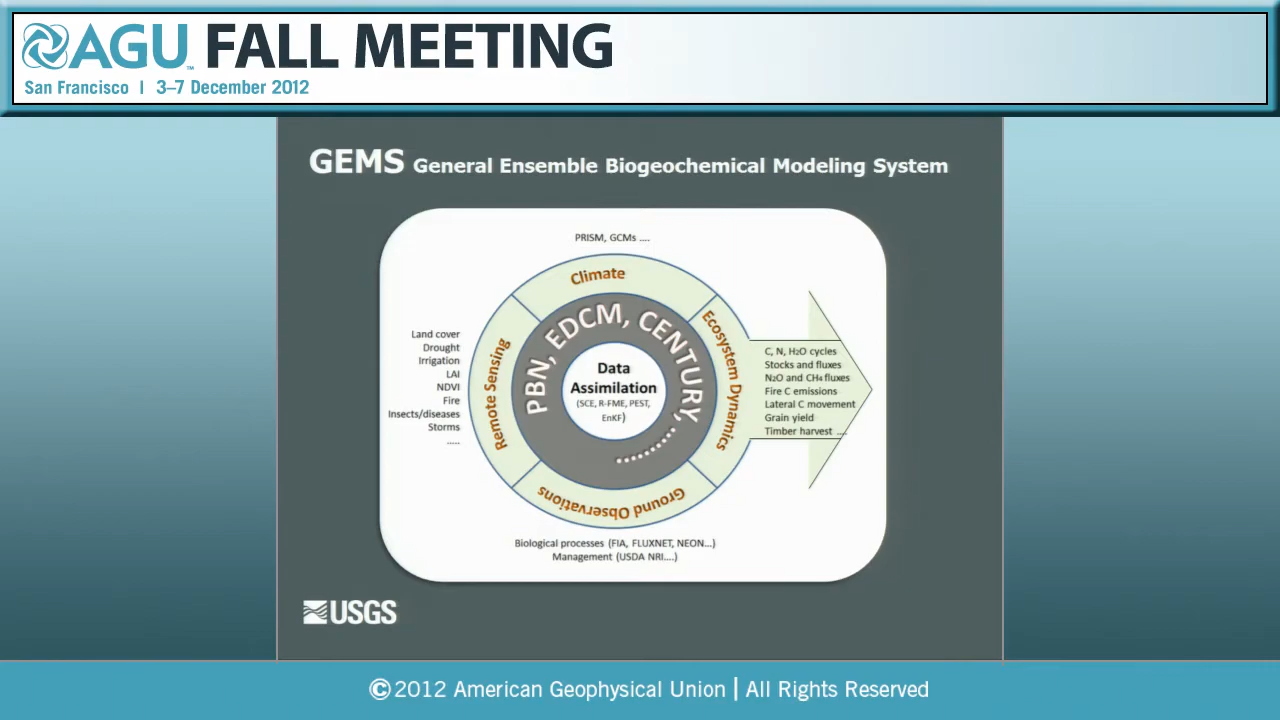 AGU™ FALL MEETING
San Francisco | 3–7 December 2012
GEMS General Ensemble Biogeochemical Modeling System
PRISM, GCMs ....
Climate
Land cover
Drought
Irrigation
LAI
NDVI
Fire
Insects/diseases
Storms
.....
Remote Sensing
PBN, EDCM, CENTURY, .........
Data
Assimilation
(SCE, R-FME, PEST,
EnKF)
Ecosystem Dynamics
C, N, H2O cycles
Stocks and fluxes
N2O and CH4 fluxes
Fire C emissions
Lateral C movement
Grain yield
Timber harvest ....
Ground Observations
Biological processes (FIA, FLUXNET, NEON...)
Management (USDA NRI....)
USGS
©2012 American Geophysical Union | All Rights Reserved